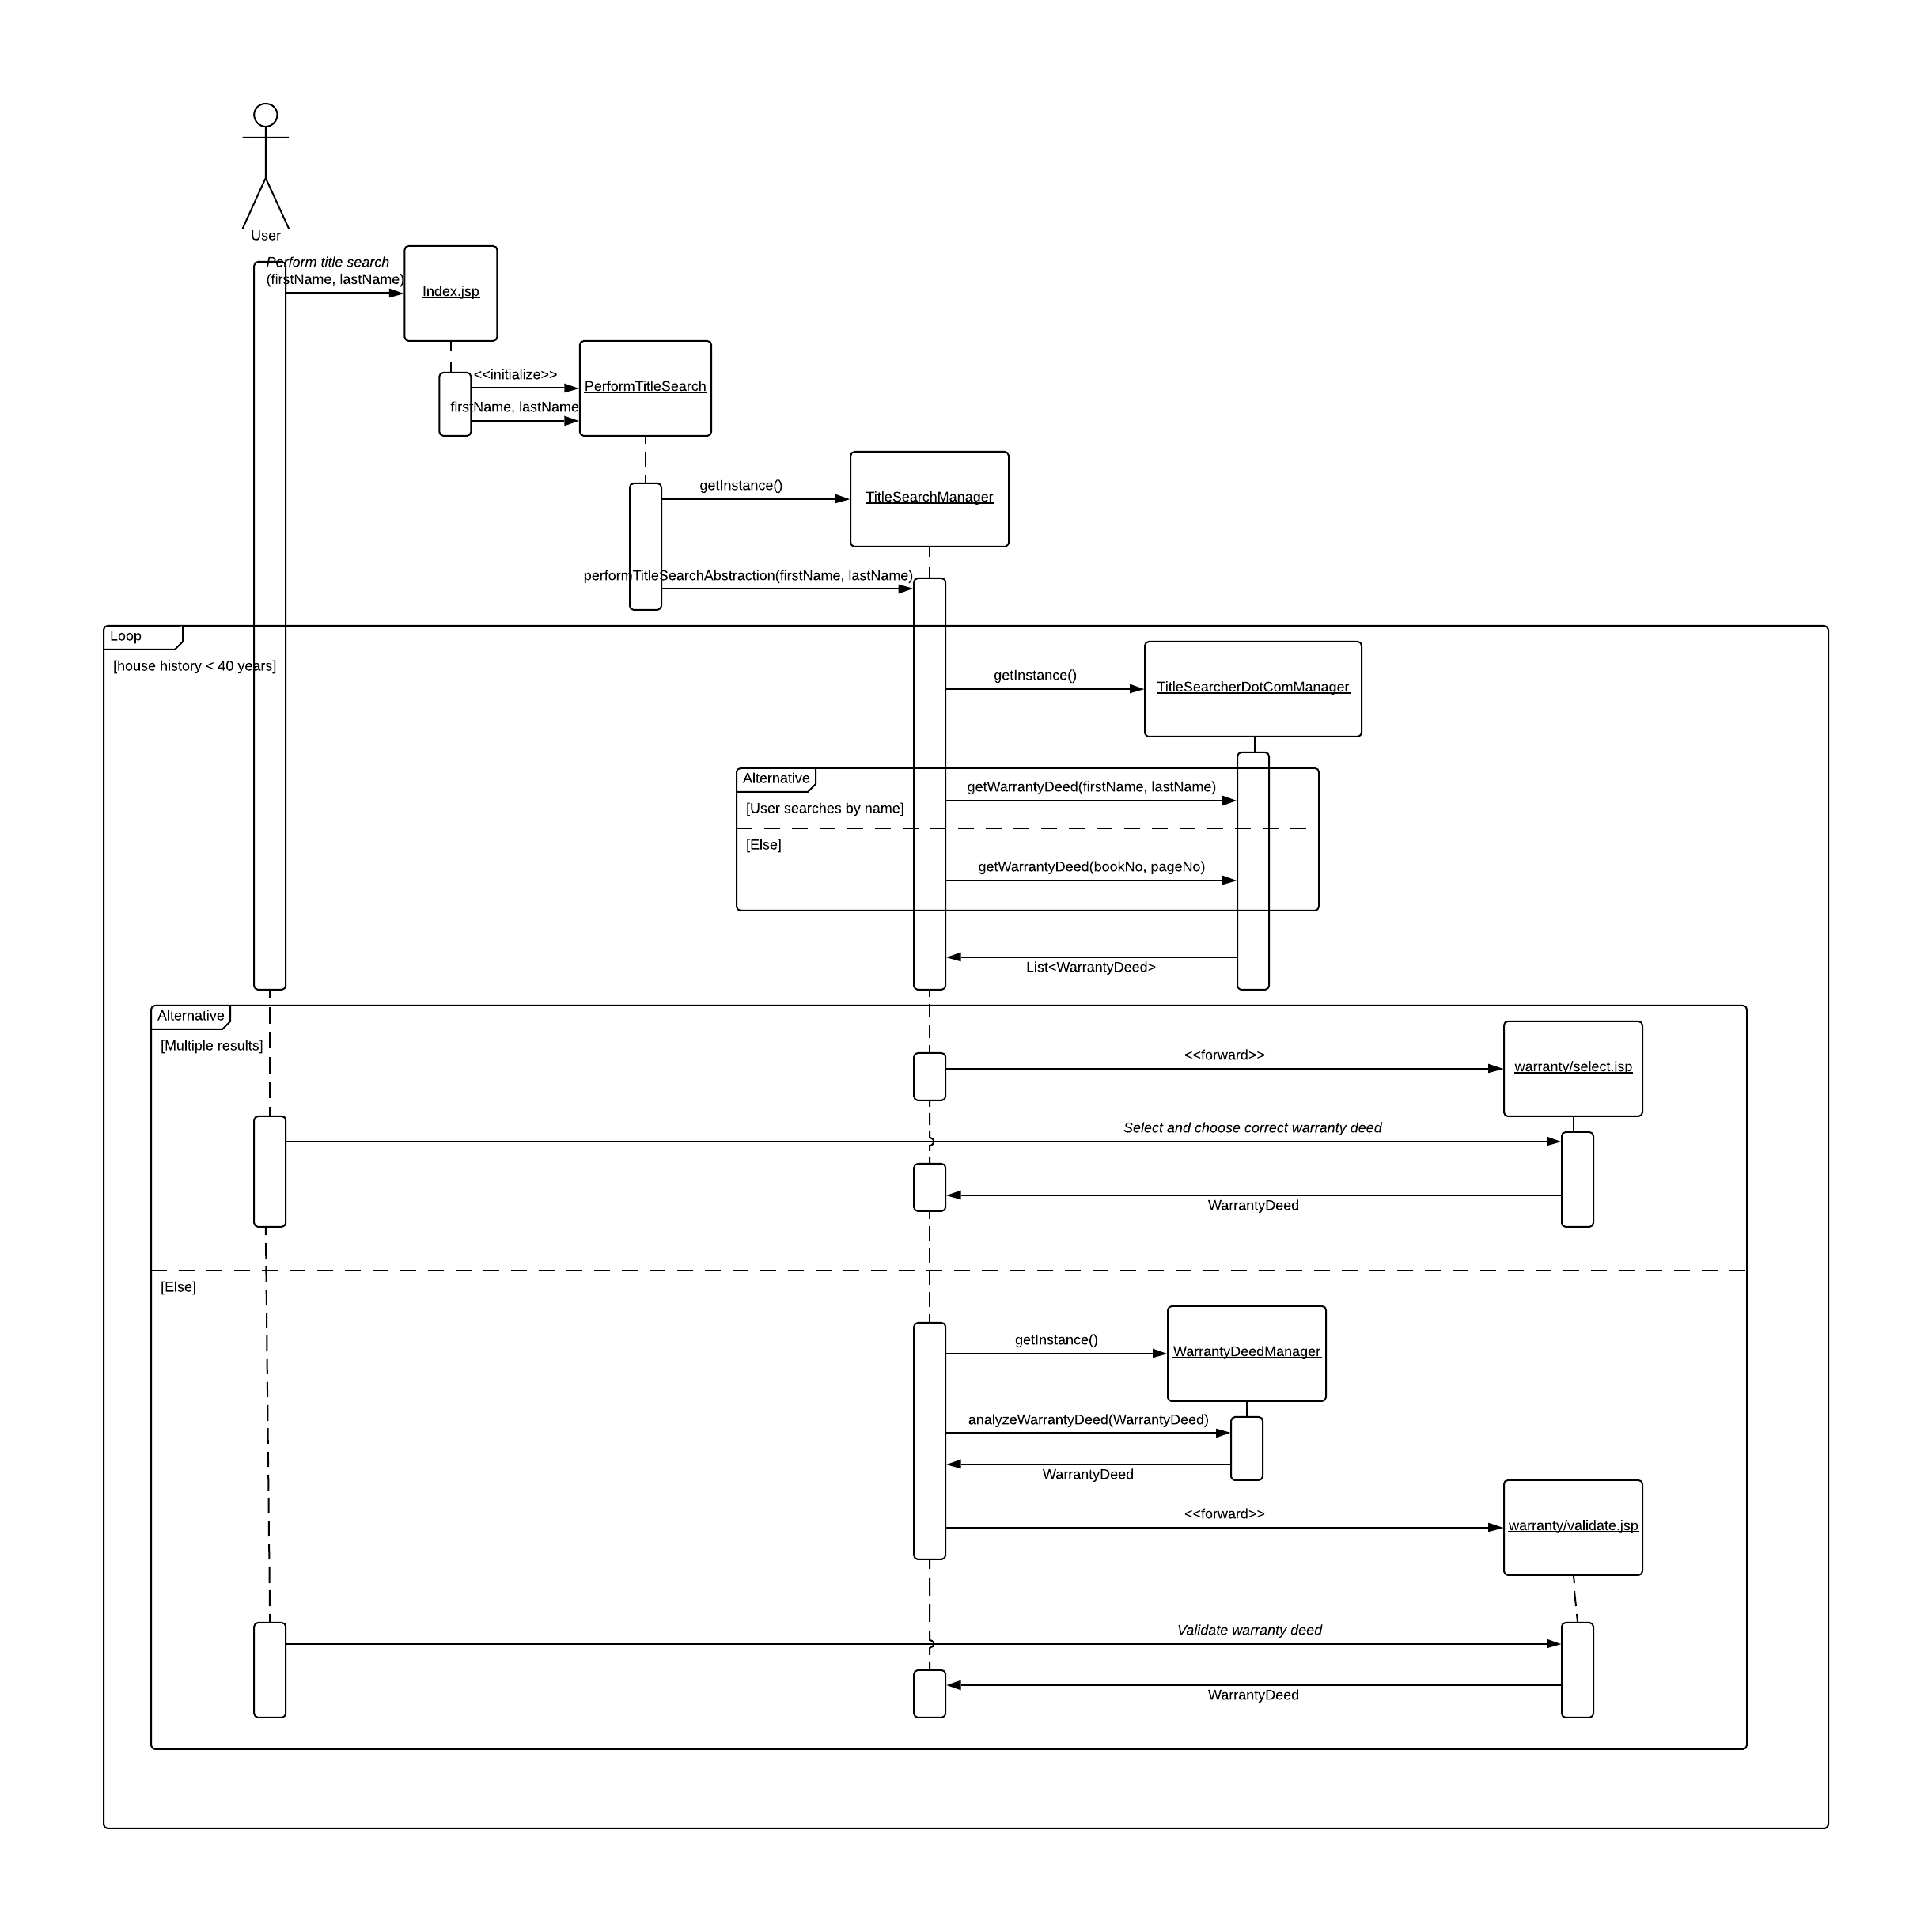 User
Perform title search
(firstName, lastName)
Index.jsp
<<initialize>>
PerformTitleSearch
firstName, lastName
getInstance()
TitleSearchManager
performTitleSearchAbstraction(firstName, lastName)
Loop
[house history < 40 years]
getInstance()
TitleSearcherDotComManager
Alternative
getWarrantyDeed(firstName, lastName)
[User searches by name]
[Else]
getWarrantyDeed(bookNo, pageNo)
List<WarrantyDeed>
Alternative
[Multiple results]
<<forward>>
warranty/select.jsp
Select and choose correct warranty deed
WarrantyDeed
[Else]
getInstance()
WarrantyDeedManager
analyzeWarrantyDeed(WarrantyDeed)
WarrantyDeed
<<forward>>
warranty/validate.jsp
Validate warranty deed
WarrantyDeed